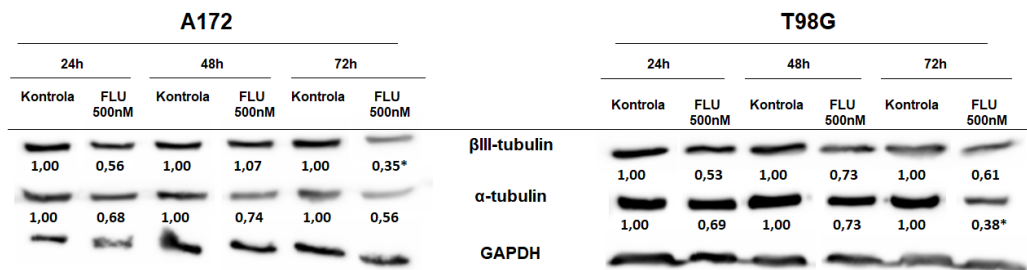 A172 T98G
24h 48h 72h 24h 48h 72h
Kontrola FLU 500nM Kontrola FLU 500nM Kontrola FLU 500nM Kontrola FLU 500nM Kontrola FLU 500nM Kontrola FLU 500nM
βIII-tubulin
1,00 0,56 1,00 1,07 1,00 0,35* 1,00 0,53 1,00 0,73 1,00 0,61
α-tubulin
1,00 0,68 1,00 0,74 1,00 0,56 1,00 0,69 1,00 0,73 1,00 0,38*
GAPDH